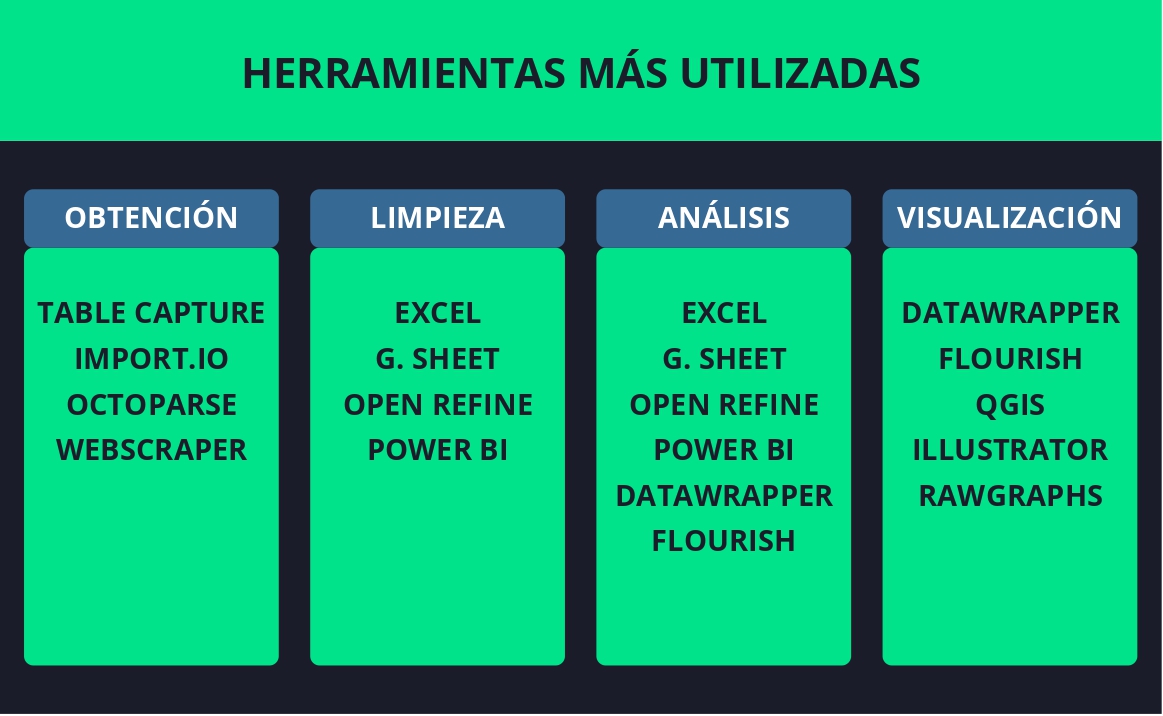 HERRAMIENTAS MÁS UTILIZADAS
OBTENCIÓN
TABLE CAPTURE
IMPORT.IO
OCTOPARSE
WEBSCRAPER
LIMPIEZA
EXCEL
G. SHEET
OPEN REFINE
POWER BI
ANÁLISIS
EXCEL
G. SHEET
OPEN REFINE
POWER BI
DATAWRAPPER
FLOURISH
VISUALIZACIÓN
DATAWRAPPER
FLOURISH
QGIS
ILLUSTRATOR
RAWGRAPHS